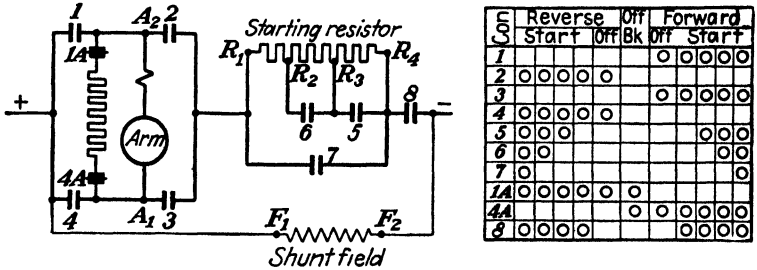 1 A₂ 2 Starting resistor
1A R₁ R₂ R₃ R₄
+ Arm 6 5 8 −
4A 7
4 A₁ 3 F₁ F₂
Shunt field
Con Reverse Off Forward
Start Off Bk Off Start
1 O O O O O
2 O O O O O
3 O O O O O
4 O O O O O
5 O O O O O O
6 O O O O
7 O O
1A O O O O O O
4A O O O O O O
8 O O O O O O O O